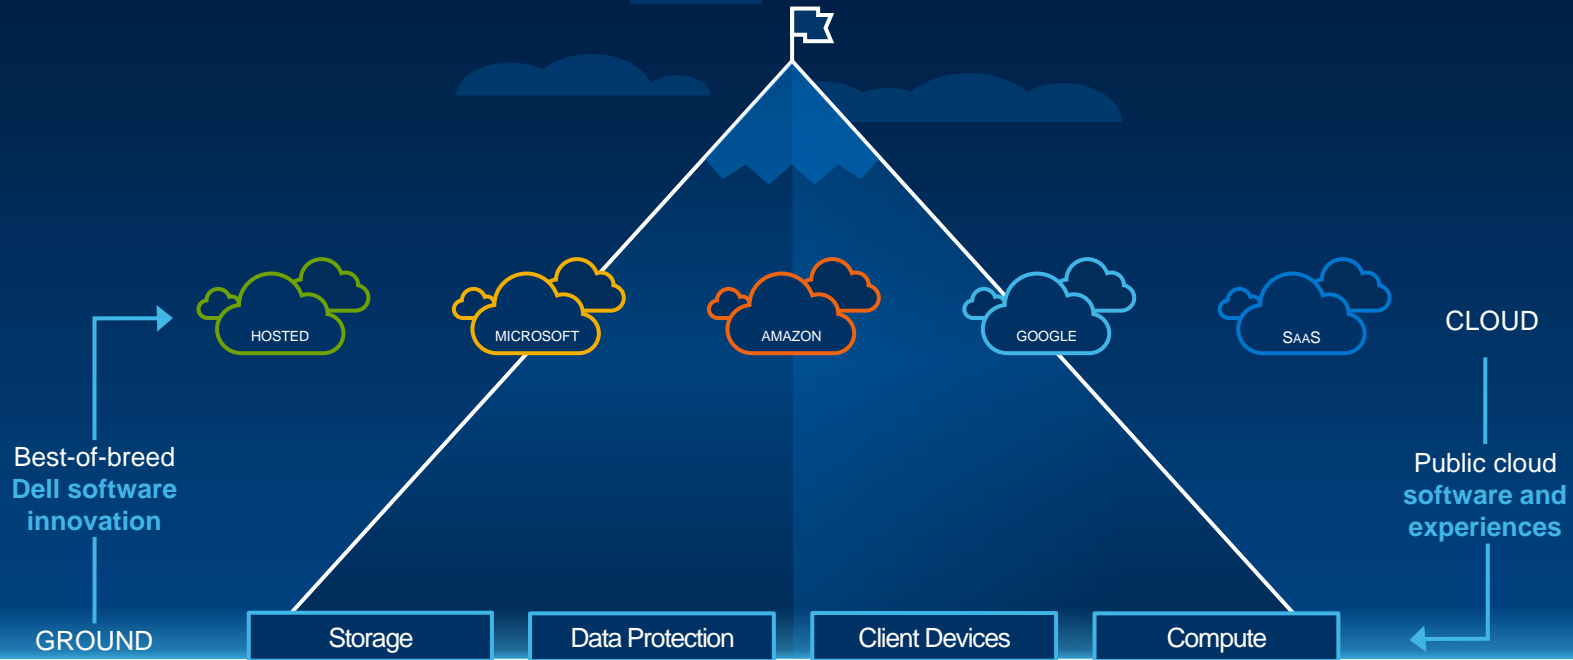 HOSTED
MICROSOFT
AMAZON
GOOGLE
SAAS
CLOUD
Best-of-breed
Dell software
innovation
Public cloud
software and
experiences
GROUND
Storage
Data Protection
Client Devices
Compute